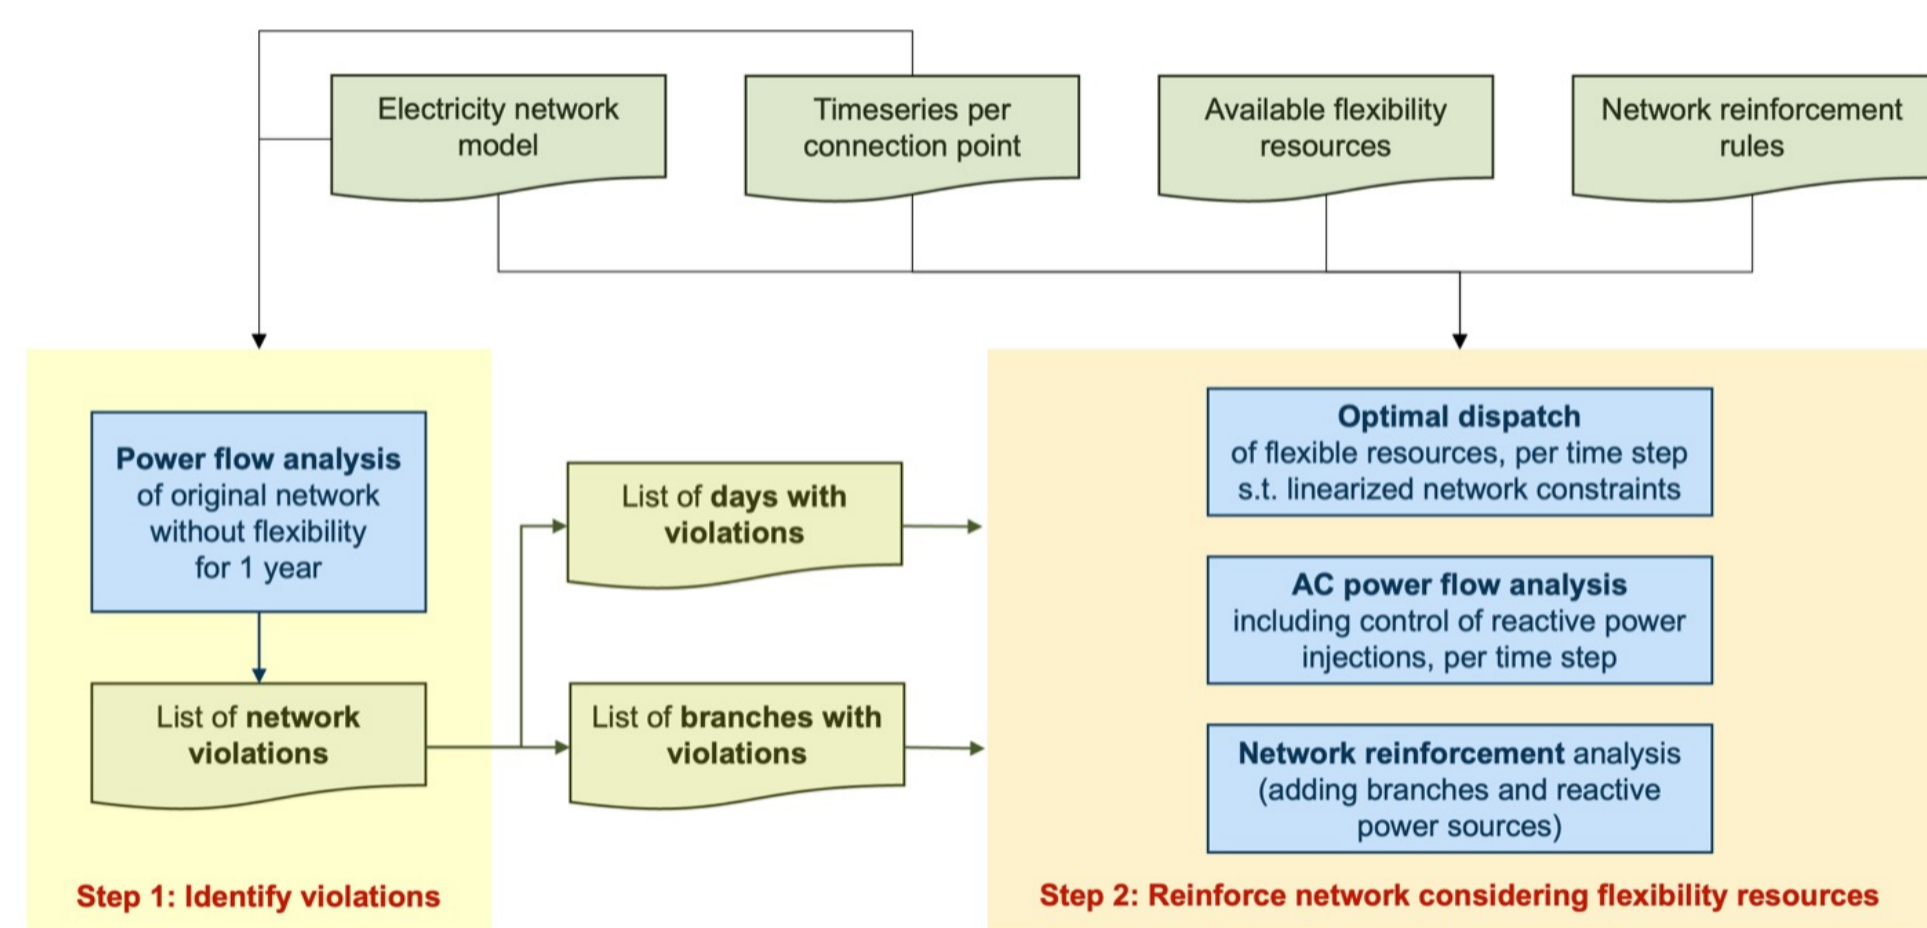 Electricity network
model
Timeseries per
connection point
Available flexibility
resources
Network reinforcement
rules
Power flow analysis
of original network
without flexibility
for 1 year
List of network
violations
Step 1: Identify violations
List of days with
violations
List of branches with
violations
Optimal dispatch
of flexible resources, per time step
s.t. linearized network constraints
AC power flow analysis
including control of reactive power
injections, per time step
Network reinforcement analysis
(adding branches and reactive
power sources)
Step 2: Reinforce network considering flexibility resources